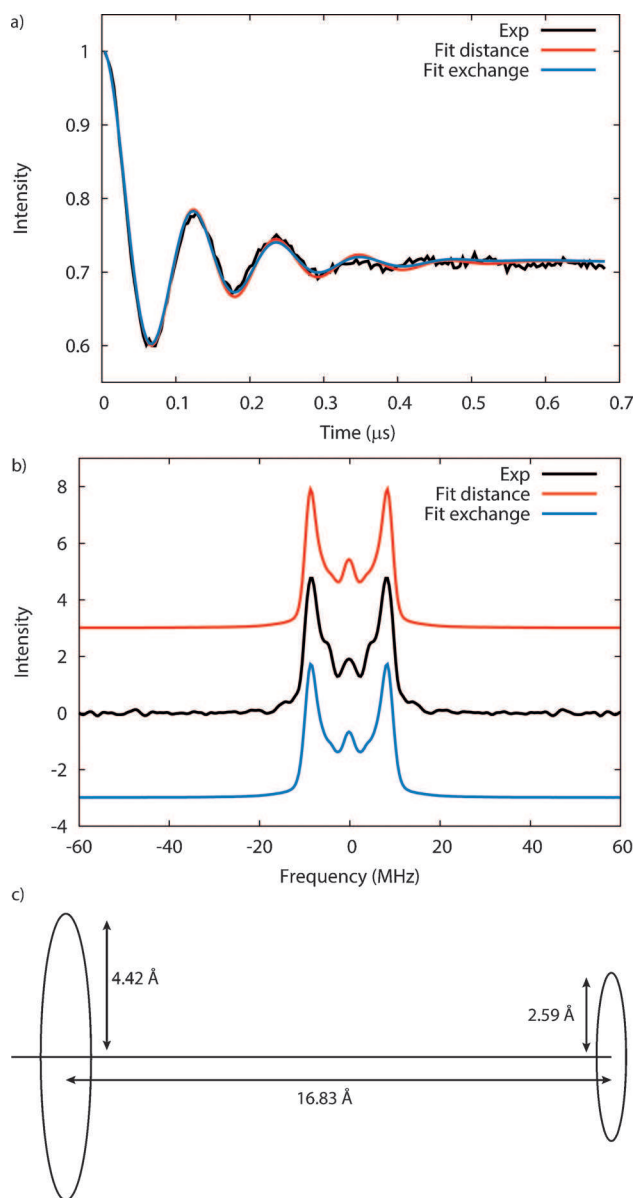 a)
Exp
Fit distance
Fit exchange
1
0.9
0.8
0.7
0.6
Intensity
0 0.1 0.2 0.3 0.4 0.5 0.6 0.7
Time (μs)
b)
Exp
Fit distance
Fit exchange
8
6
4
2
0
-2
-4
Intensity
-60 -40 -20 0 20 40 60
Frequency (MHz)
c)
4.42 Å
2.59 Å
16.83 Å